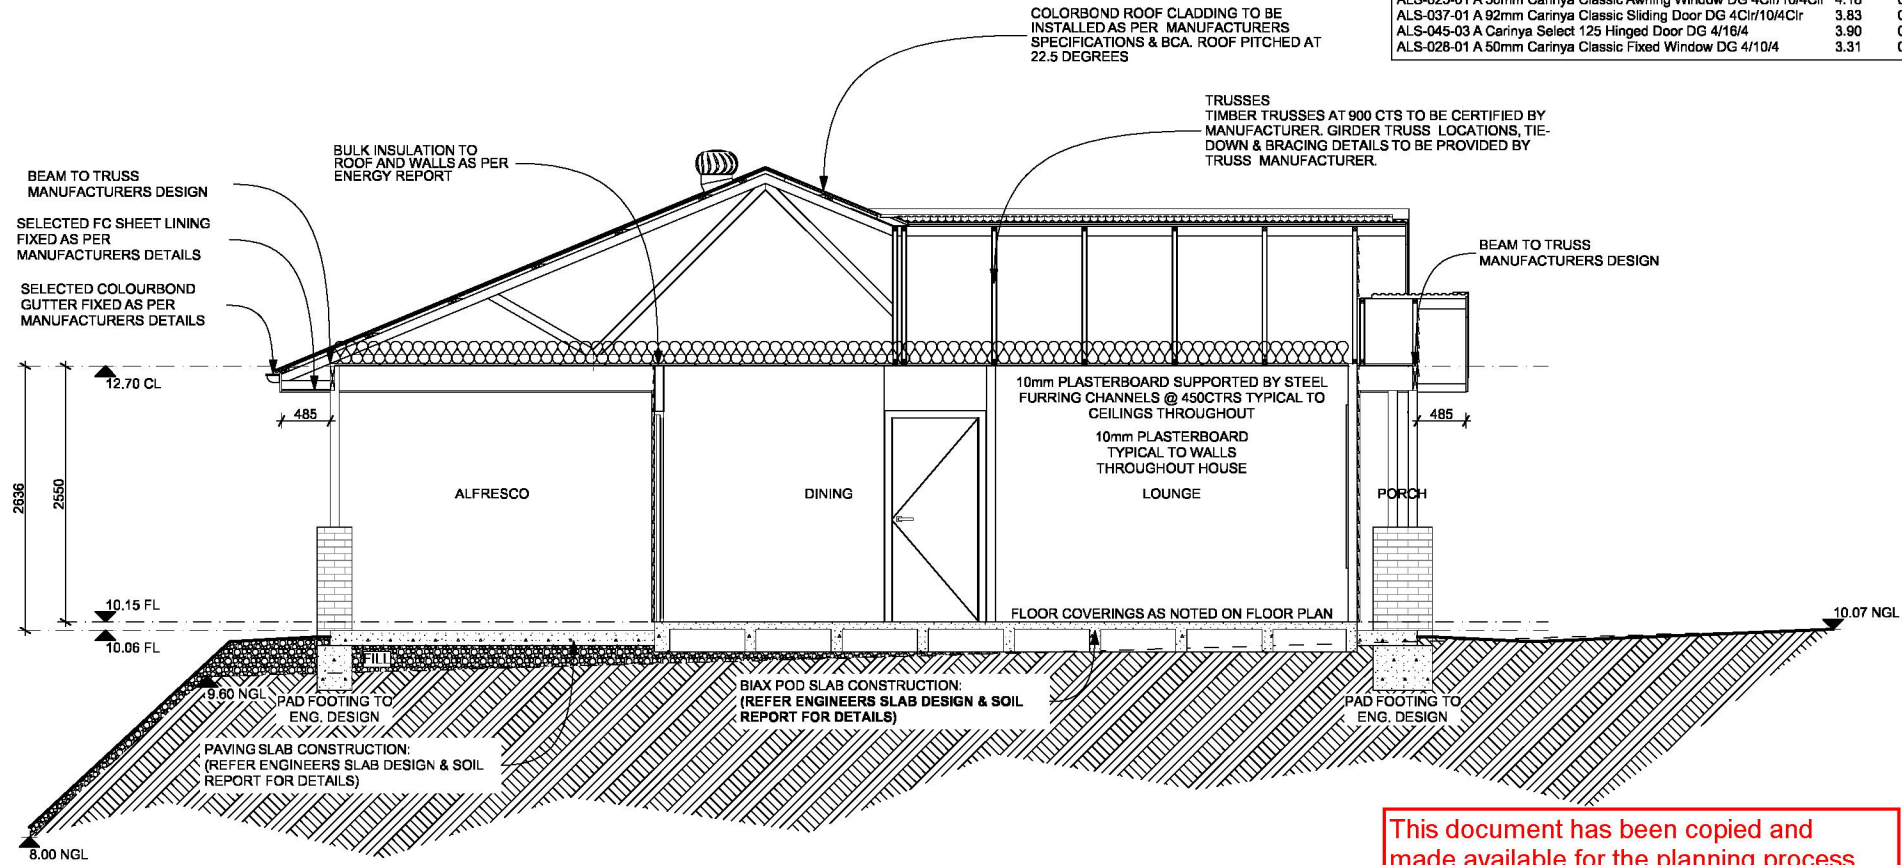 COLORBOND ROOF CLADDING TO BE
INSTALLED AS PER MANUFACTURERS
SPECIFICATIONS & BCA. ROOF PITCHED AT
22.5 DEGREES
ALS-037-01 A 92mm Carinya Classic Sliding Door DG 4Clr/10/4Clr 3.83
ALS-045-03 A Carinya Select 125 Hinged Door DG 4/16/4 3.90
ALS-028-01 A 50mm Carinya Classic Fixed Window DG 4/10/4 3.31
TRUSSES
TIMBER TRUSSES AT 900 CTS TO BE CERTIFIED BY
MANUFACTURER. GIRDER TRUSS LOCATIONS, TIE-
DOWN & BRACING DETAILS TO BE PROVIDED BY
TRUSS MANUFACTURER.
BULK INSULATION TO
ROOF AND WALLS AS PER
ENERGY REPORT
BEAM TO TRUSS
MANUFACTURERS DESIGN
SELECTED FC SHEET LINING
FIXED AS PER
MANUFACTURERS DETAILS
SELECTED COLOURBOND
GUTTER FIXED AS PER
MANUFACTURERS DETAILS
BEAM TO TRUSS
MANUFACTURERS DESIGN
12.70 CL
485
485
10mm PLASTERBOARD SUPPORTED BY STEEL
FURRING CHANNELS @ 450CTRS TYPICAL TO
CEILINGS THROUGHOUT
10mm PLASTERBOARD
TYPICAL TO WALLS
THROUGHOUT HOUSE
2636
2550
ALFRESCO
DINING
LOUNGE
PORCH
10.15 FL
FLOOR COVERINGS AS NOTED ON FLOOR PLAN
10.07 NGL
10.06 FL
FILL
9.60 NGL
PAD FOOTING TO
ENG. DESIGN
BIAX POD SLAB CONSTRUCTION:
(REFER ENGINEERS SLAB DESIGN & SOIL
REPORT FOR DETAILS)
PAD FOOTING TO
ENG. DESIGN
PAVING SLAB CONSTRUCTION:
(REFER ENGINEERS SLAB DESIGN & SOIL
REPORT FOR DETAILS)
8.00 NGL
This document has been copied and
made available for the planning process